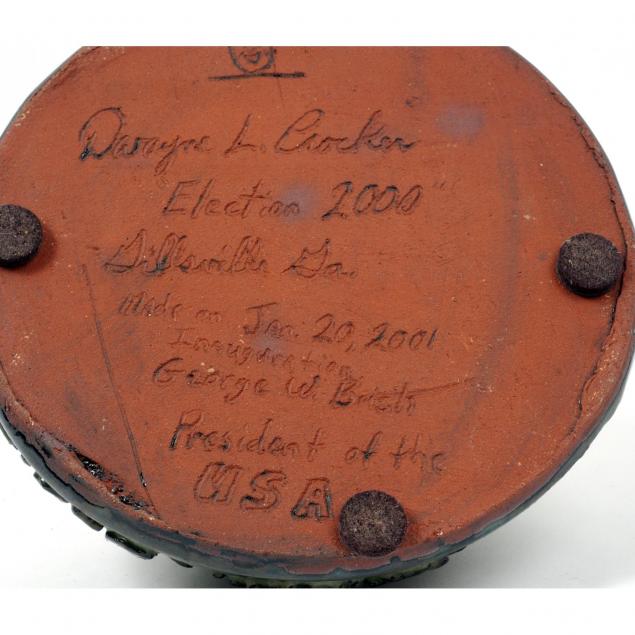 Dwayne L. Crocker
"Election 2000"
Gillsville Ga.
Made on Jan 20, 2001
Inauguration
George W Bush
President of the
USA